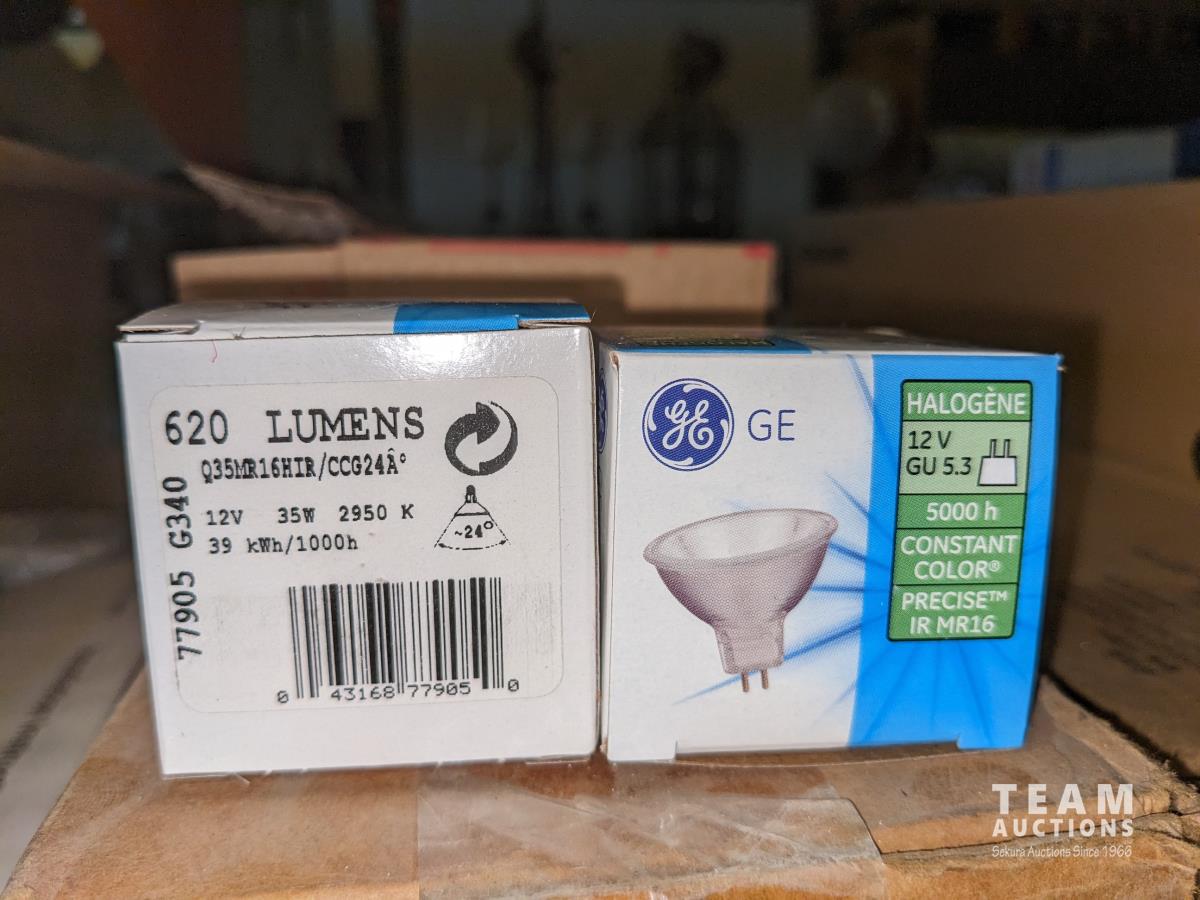 620 LUMENS
Q35MR16HIR/CCG24Â°
12V 35W 2950 K
39 kWh/1000h
~24°
77905 G340
0 43168 77905 0
GE
GE
HALOGÈNE
12 V
GU 5.3
5000 h
CONSTANT
COLOR®
PRECISE™
IR MR16
TEAM
AUCTIONS
Sekura Auctions Since 1966